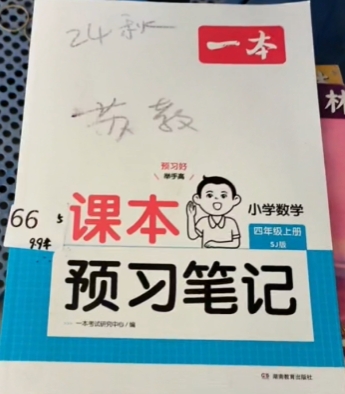 24秋
一本
苏教
预习好
举手高
课本
小学数学
四年级上册
SJ版
66
预习笔记
一本考试研究中心/编
湖南教育出版社
林